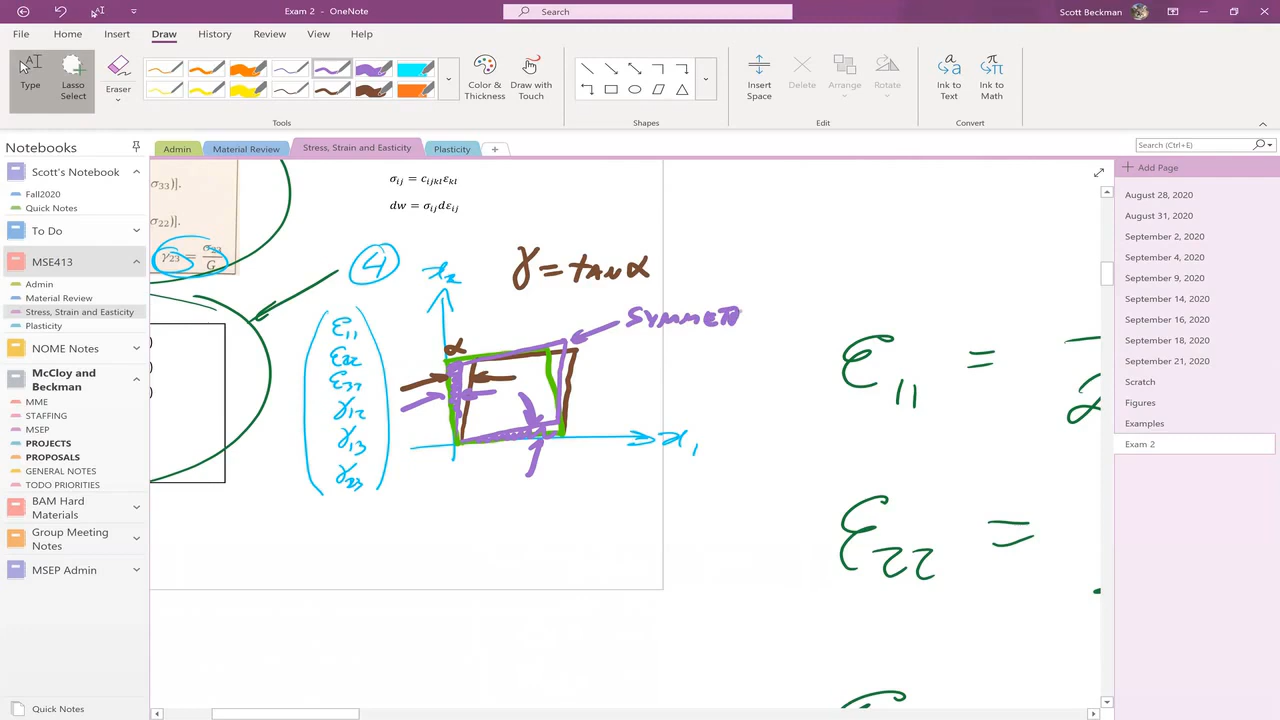 Exam 2 - OneNote
Search
Scott Beckman
File Home Insert Draw History Review View Help
Type
Lasso Select
Eraser
Color & Thickness
Draw with Touch
Insert Space
Delete
Arrange
Rotate
Ink to Text
Ink to Math
Tools
Shapes
Edit
Convert
Notebooks
Admin Material Review Stress, Strain and Easticity Plasticity
Search (Ctrl+E)
Scott's Notebook
Fall2020
Quick Notes
To Do
MSE413
Admin
Material Review
Stress, Strain and Easticity
Plasticity
NOME Notes
McCloy and Beckman
MME
STAFFING
MSEP
PROJECTS
PROPOSALS
GENERAL NOTES
TODO PRIORITIES
BAM Hard Materials
Group Meeting Notes
MSEP Admin
Quick Notes
σ33)].
σ22)].
γ23 = σ23/G
σij = cijklεkl
dw = σijdεij
4
x2
γ = TAN α
SYMMET
α
ε11
ε22
ε33
γ12
γ13
γ23
x1
ε11 =
ε22 =
Add Page
August 28, 2020
August 31, 2020
September 2, 2020
September 4, 2020
September 9, 2020
September 14, 2020
September 16, 2020
September 18, 2020
September 21, 2020
Scratch
Figures
Examples
Exam 2